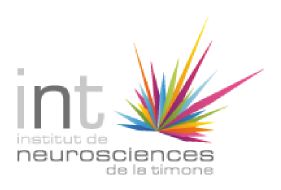 int
institut de
neurosciences
de la timone